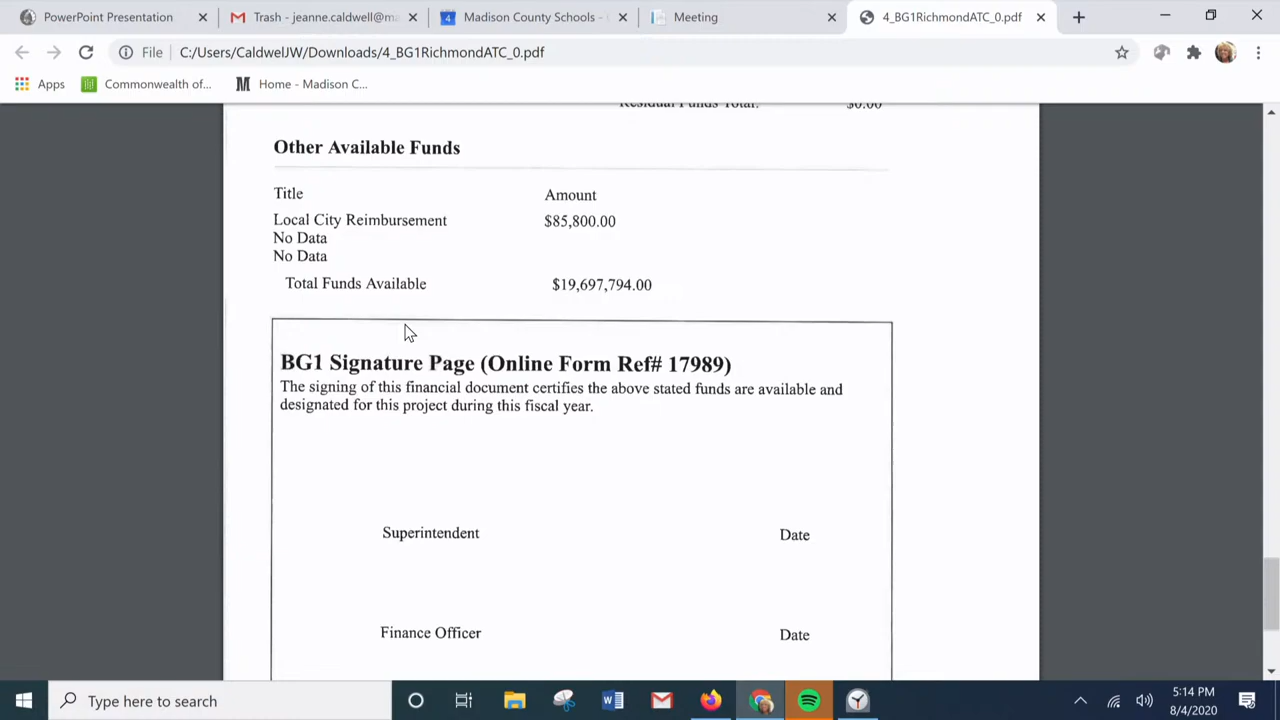 PowerPoint Presentation
Trash - jeanne.caldwell@ma
Madison County Schools -
Meeting
4_BG1RichmondATC_0.pdf
File C:/Users/CaldwelJW/Downloads/4_BG1RichmondATC_0.pdf
Apps Commonwealth of... Home - Madison C...
Residual Funds Total: $0.00
Other Available Funds
Title Amount
Local City Reimbursement $85,800.00
No Data
No Data
Total Funds Available $19,697,794.00
BG1 Signature Page (Online Form Ref# 17989)
The signing of this financial document certifies the above stated funds are available and
designated for this project during this fiscal year.
Superintendent Date
Finance Officer Date
Type here to search
5:14 PM
8/4/2020